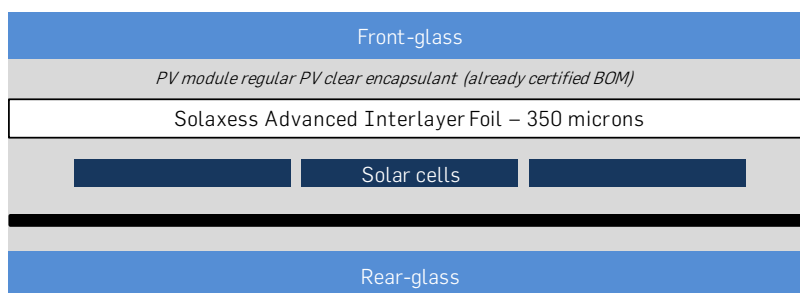 Front-glass
PV module regular PV clear encapsulant (already certified BOM)
Solaxess Advanced Interlayer Foil – 350 microns
Solar cells
Rear-glass